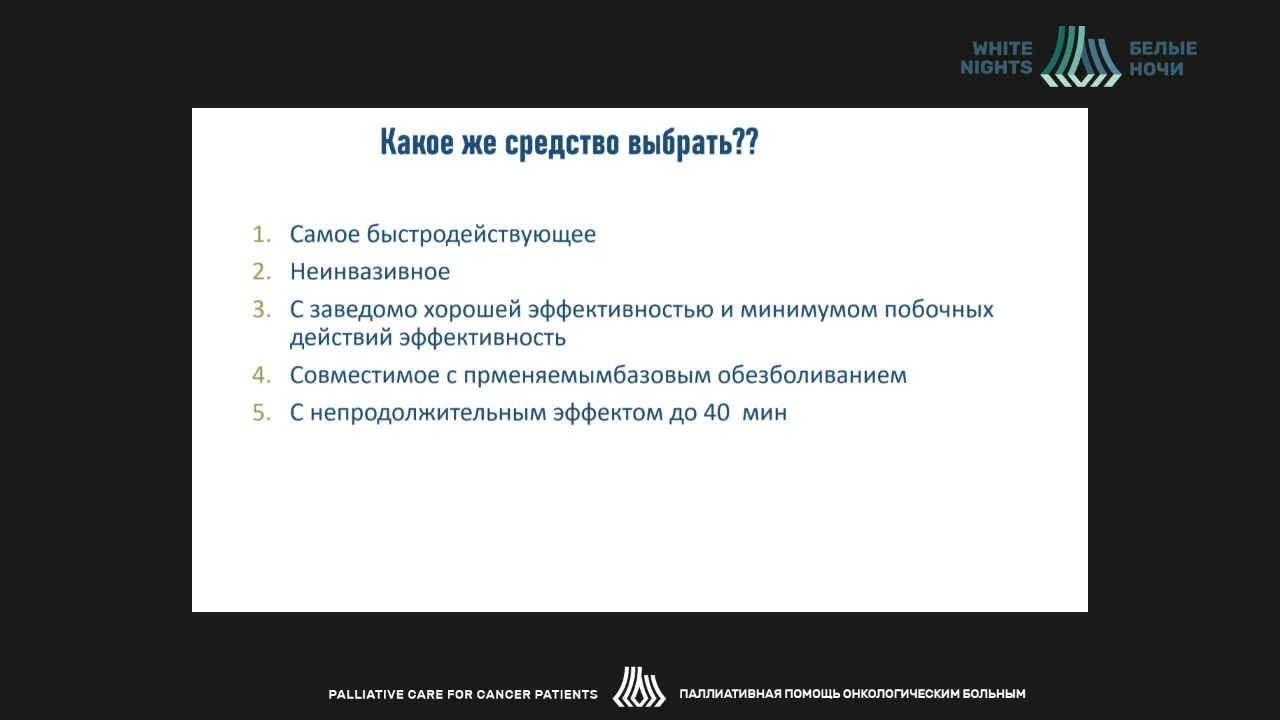 WHITE NIGHTS
БЕЛЫЕ НОЧИ
Какое же средство выбрать??
1. Самое быстродействующее
2. Неинвазивное
3. С заведомо хорошей эффективностью и минимумом побочных
действий эффективность
4. Совместимое с прменяемымбазовым обезболиванием
5. С непродолжительным эффектом до 40 мин
PALLIATIVE CARE FOR CANCER PATIENTS
ПАЛЛИАТИВНАЯ ПОМОЩЬ ОНКОЛОГИЧЕСКИМ БОЛЬНЫМ